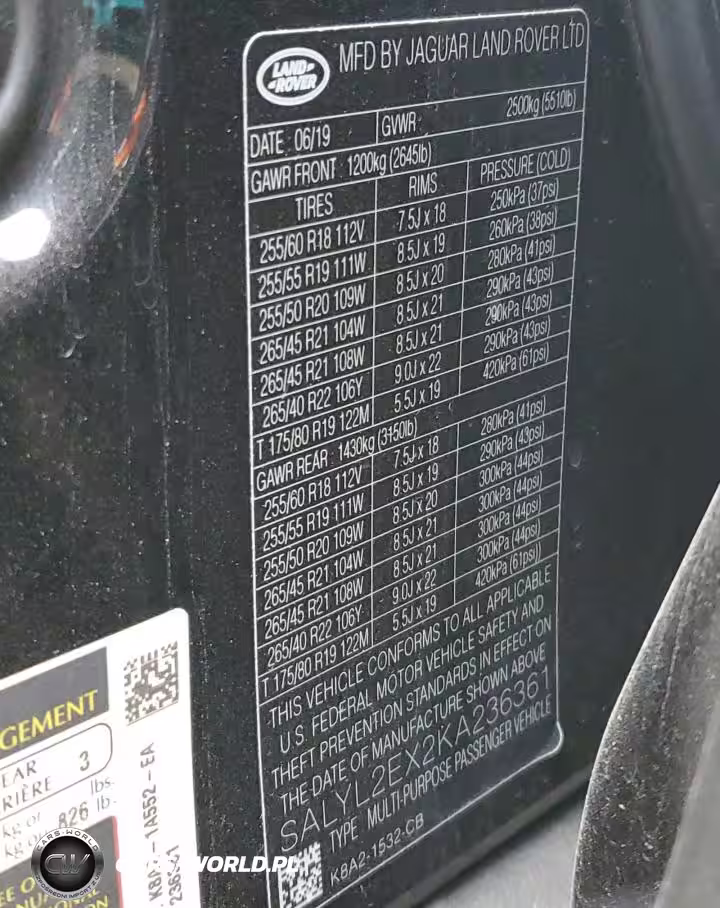 LAND ROVER
MFD BY JAGUAR LAND ROVER LTD
DATE : 06/19 GVWR : 2500kg (5510lb)
GAWR FRONT : 1200kg (2645lb)
TIRES RIMS PRESSURE (COLD)
255/60 R18 112V 7.5J x 18 250kPa (37psi)
255/55 R19 111W 8.5J x 19 260kPa (38psi)
255/50 R20 109W 8.5J x 20 280kPa (41psi)
265/45 R21 104W 8.5J x 21 290kPa (43psi)
265/45 R21 108W 8.5J x 21 290kPa (43psi)
265/40 R22 106Y 9.0J x 22 290kPa (43psi)
T 175/80 R19 122M 5.5J x 19 420kPa (61psi)
GAWR REAR : 1430kg (3150lb)
255/60 R18 112V 7.5J x 18 280kPa (41psi)
255/55 R19 111W 8.5J x 19 290kPa (43psi)
255/50 R20 109W 8.5J x 20 300kPa (44psi)
265/45 R21 104W 8.5J x 21 300kPa (44psi)
265/45 R21 108W 8.5J x 21 300kPa (44psi)
265/40 R22 106Y 9.0J x 22 300kPa (44psi)
T 175/80 R19 122M 5.5J x 19 420kPa (61psi)
THIS VEHICLE CONFORMS TO ALL APPLICABLE
U.S. FEDERAL MOTOR VEHICLE SAFETY AND
THEFT PREVENTION STANDARDS IN EFFECT ON
THE DATE OF MANUFACTURE SHOWN ABOVE
SALYL2EX2KA236361
TYPE MULTI-PURPOSE PASSENGER VEHICLE
K8A2-1532-CB
GEMENT
EAR 3
RIÈRE
kg or lbs.
kg ou 826 lb.
1A552 - EA
CARS-WORLD
CW
WORLD.PL